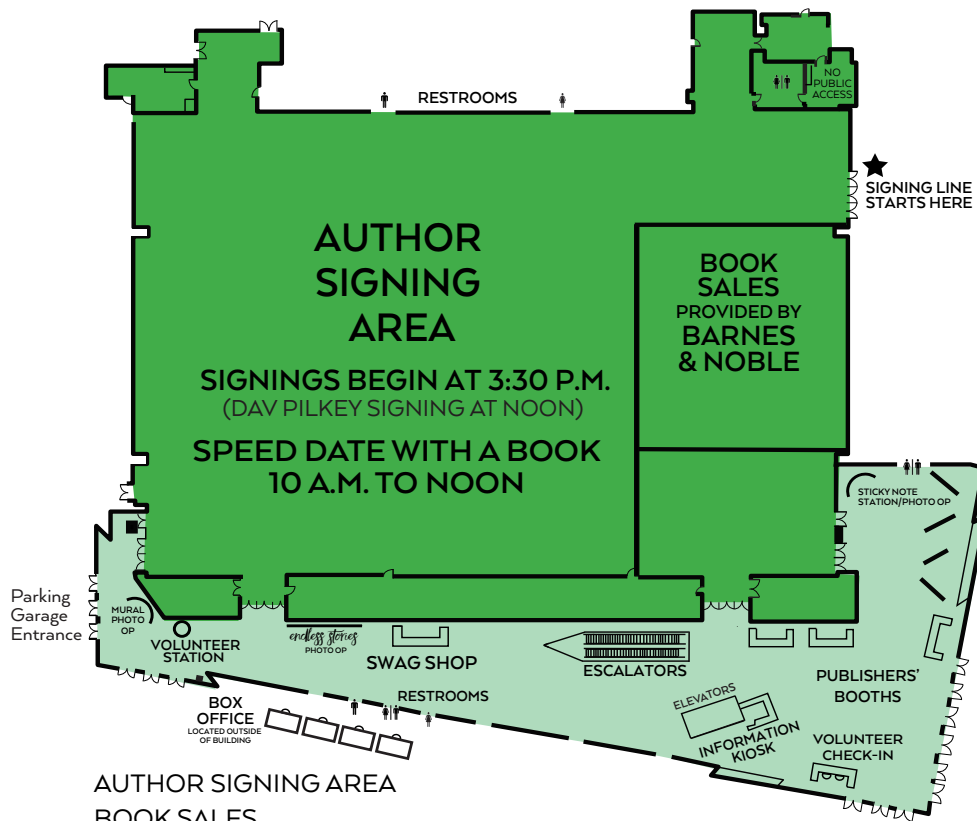 RESTROOMS
NO
PUBLIC
ACCESS
SIGNING LINE
STARTS HERE
AUTHOR
SIGNING
AREA
SIGNINGS BEGIN AT 3:30 P.M.
(DAV PILKEY SIGNING AT NOON)
SPEED DATE WITH A BOOK
10 A.M. TO NOON
BOOK
SALES
PROVIDED BY
BARNES
& NOBLE
STICKY NOTE
STATION/PHOTO OP
Parking
Garage
Entrance
MURAL
PHOTO
OP
VOLUNTEER
STATION
endless stories
PHOTO OP
SWAG SHOP
ESCALATORS
PUBLISHERS'
BOOTHS
RESTROOMS
BOX
OFFICE
LOCATED OUTSIDE
OF BUILDING
ELEVATORS
INFORMATION
KIOSK
VOLUNTEER
CHECK-IN
AUTHOR SIGNING AREA
BOOK SALES